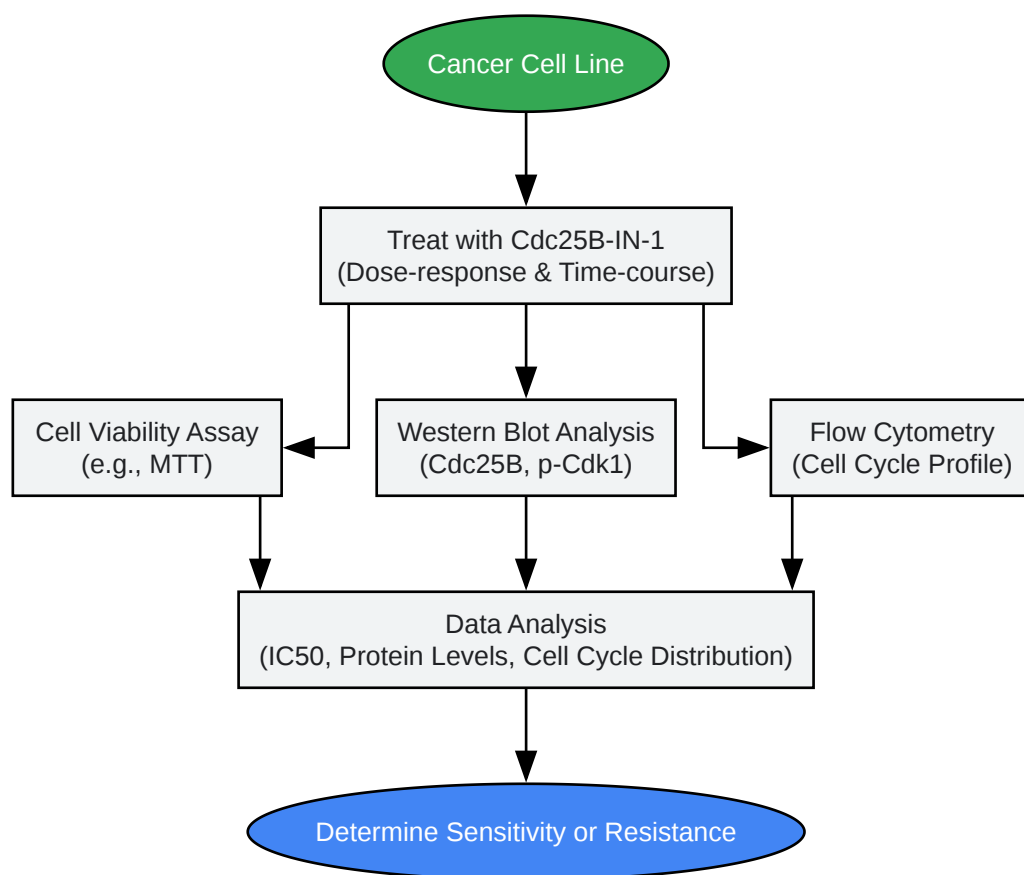 Cancer Cell Line
Treat with Cdc25B-IN-1
(Dose-response & Time-course)
Cell Viability Assay
(e.g., MTT)
Western Blot Analysis
(Cdc25B, p-Cdk1)
Flow Cytometry
(Cell Cycle Profile)
Data Analysis
(IC50, Protein Levels, Cell Cycle Distribution)
Determine Sensitivity or Resistance